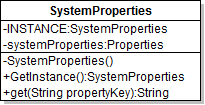 SystemProperties
-INSTANCE:SystemProperties
-systemProperties:Properties
-SystemProperties()
+GetInstance():SystemProperties
+get(String propertyKey):String